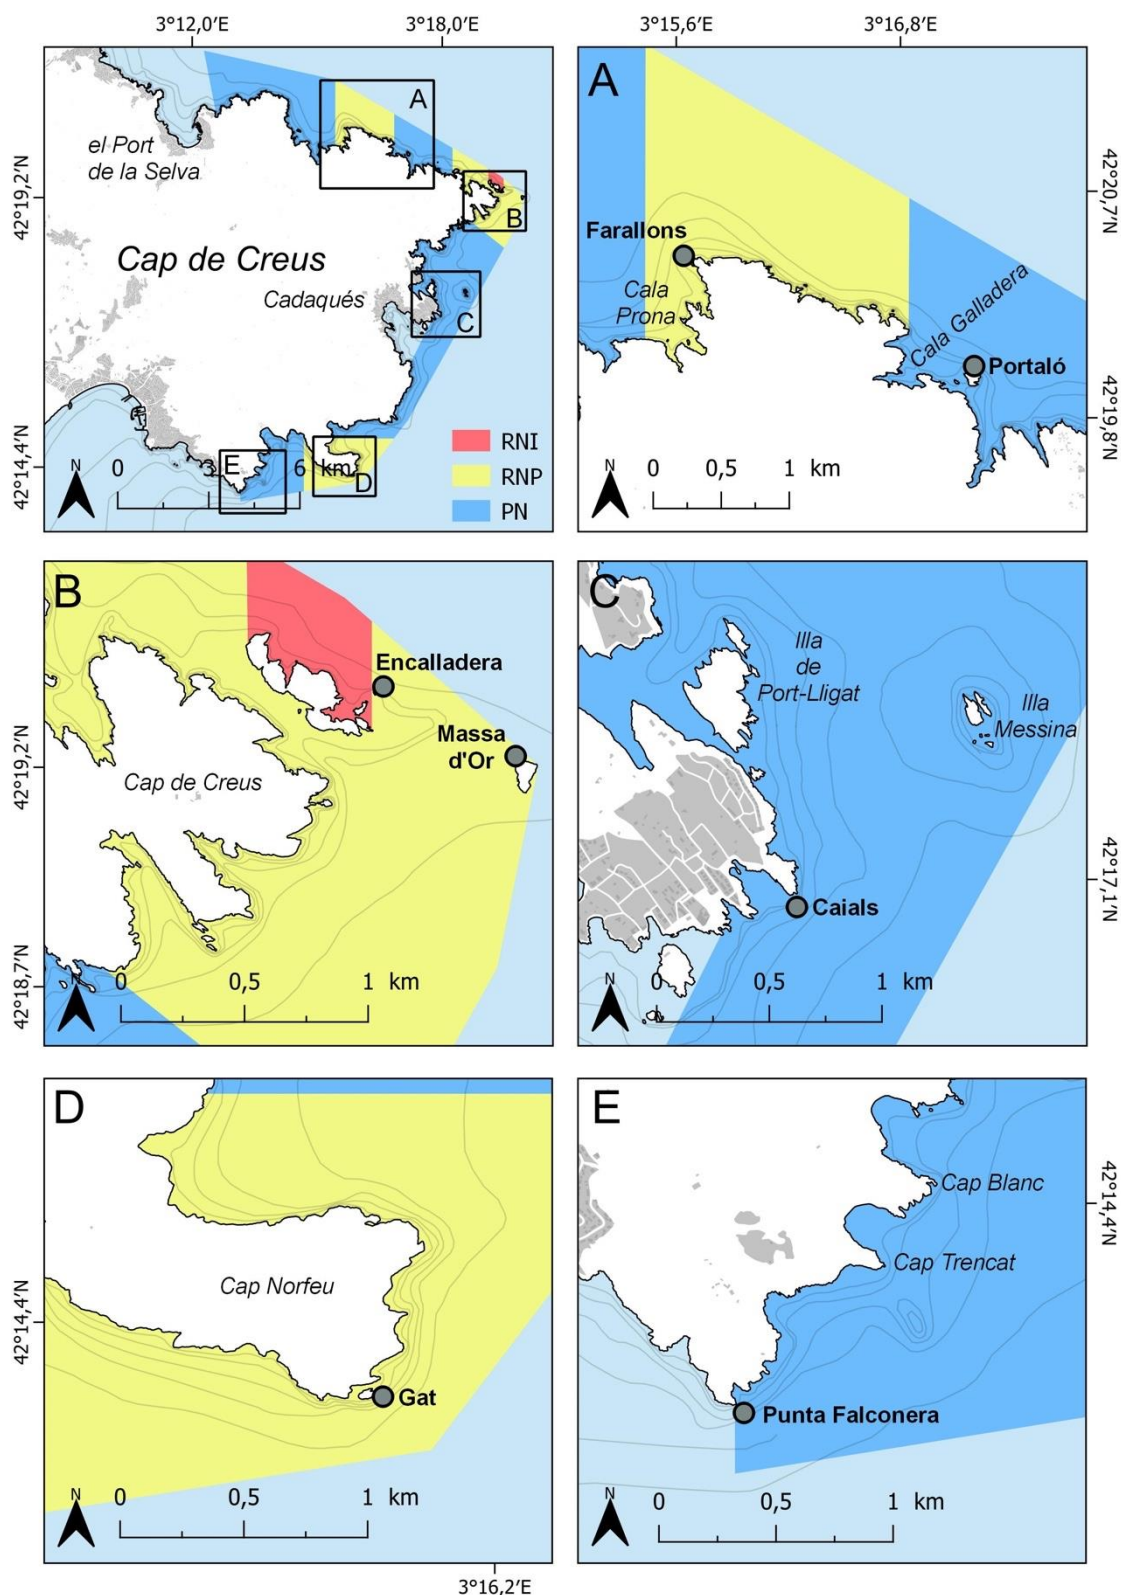 3°12,0′E
3°18,0′E
3°15,6′E
3°16,8′E
A
el Port
de la Selva
42°19,2′N
B
Cap de Creus
Cadaqués
C
42°14,4′N
RNI
RNP
PN
E
D
N
0
3
6 km
A
42°20,7′N
Farallons
Cala
Prona
Cala Galladera
Portaló
42°19,8′N
N
0
0,5
1 km
B
Encalladera
Massa
d'Or
42°19,2′N
Cap de Creus
42°18,7′N
N
0
0,5
1 km
C
Illa
de
Port-Lligat
Illa
Messina
42°17,1′N
Caials
N
0
0,5
1 km
D
Cap Norfeu
42°14,4′N
Gat
N
0
0,5
1 km
3°16,2′E
E
Cap Blanc
42°14,4′N
Cap Trencat
Punta Falconera
N
0
0,5
1 km